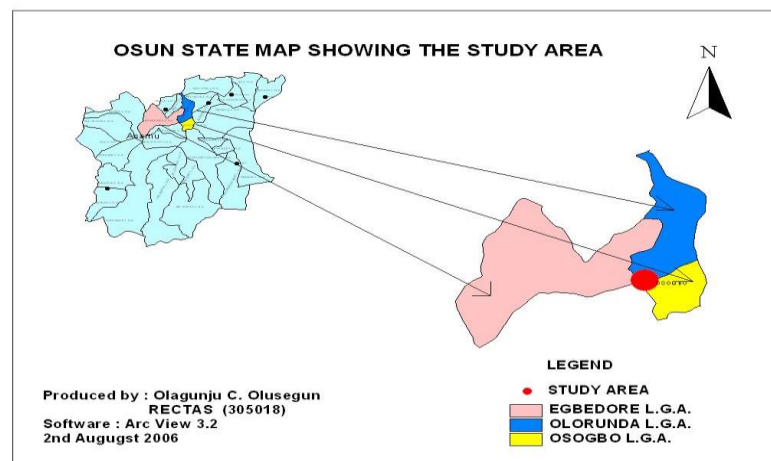 OSUN STATE MAP SHOWING THE STUDY AREA
N
LEGEND
STUDY AREA
EGBEDORE L.G.A.
OLORUNDA L.G.A.
OSOGBO L.G.A.
Produced by : Olagunju C. Olusegun
RECTAS (305018)
Software : Arc View 3.2
2nd Augugst 2006